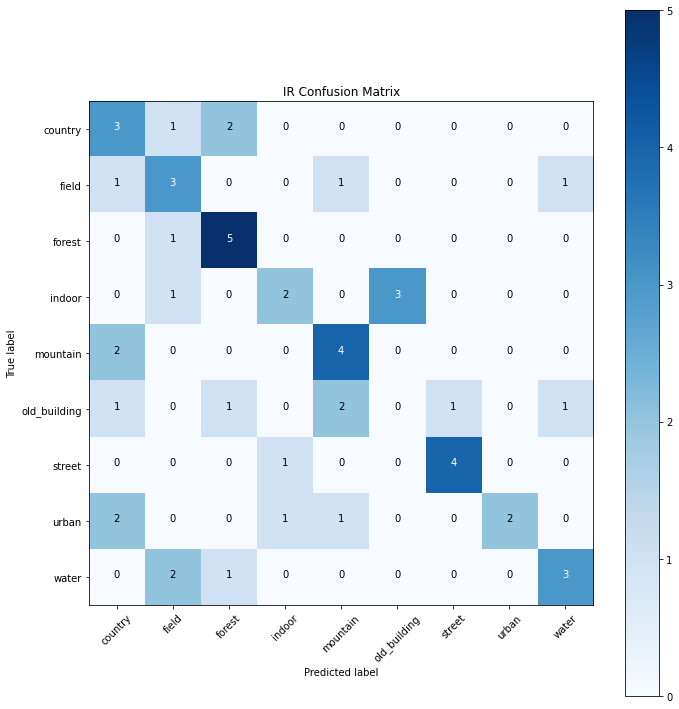 IR Confusion Matrix
country 3 1 2 0 0 0 0 0 0
field 1 3 0 0 1 0 0 0 1
forest 0 1 5 0 0 0 0 0 0
indoor 0 1 0 2 0 3 0 0 0
mountain 2 0 0 0 4 0 0 0 0
old_building 1 0 1 0 2 0 1 0 1
street 0 0 0 1 0 0 4 0 0
urban 2 0 0 1 1 0 0 2 0
water 0 2 1 0 0 0 0 0 3
country field forest indoor mountain old_building street urban water
Predicted label
True label
5
4
3
2
1
0